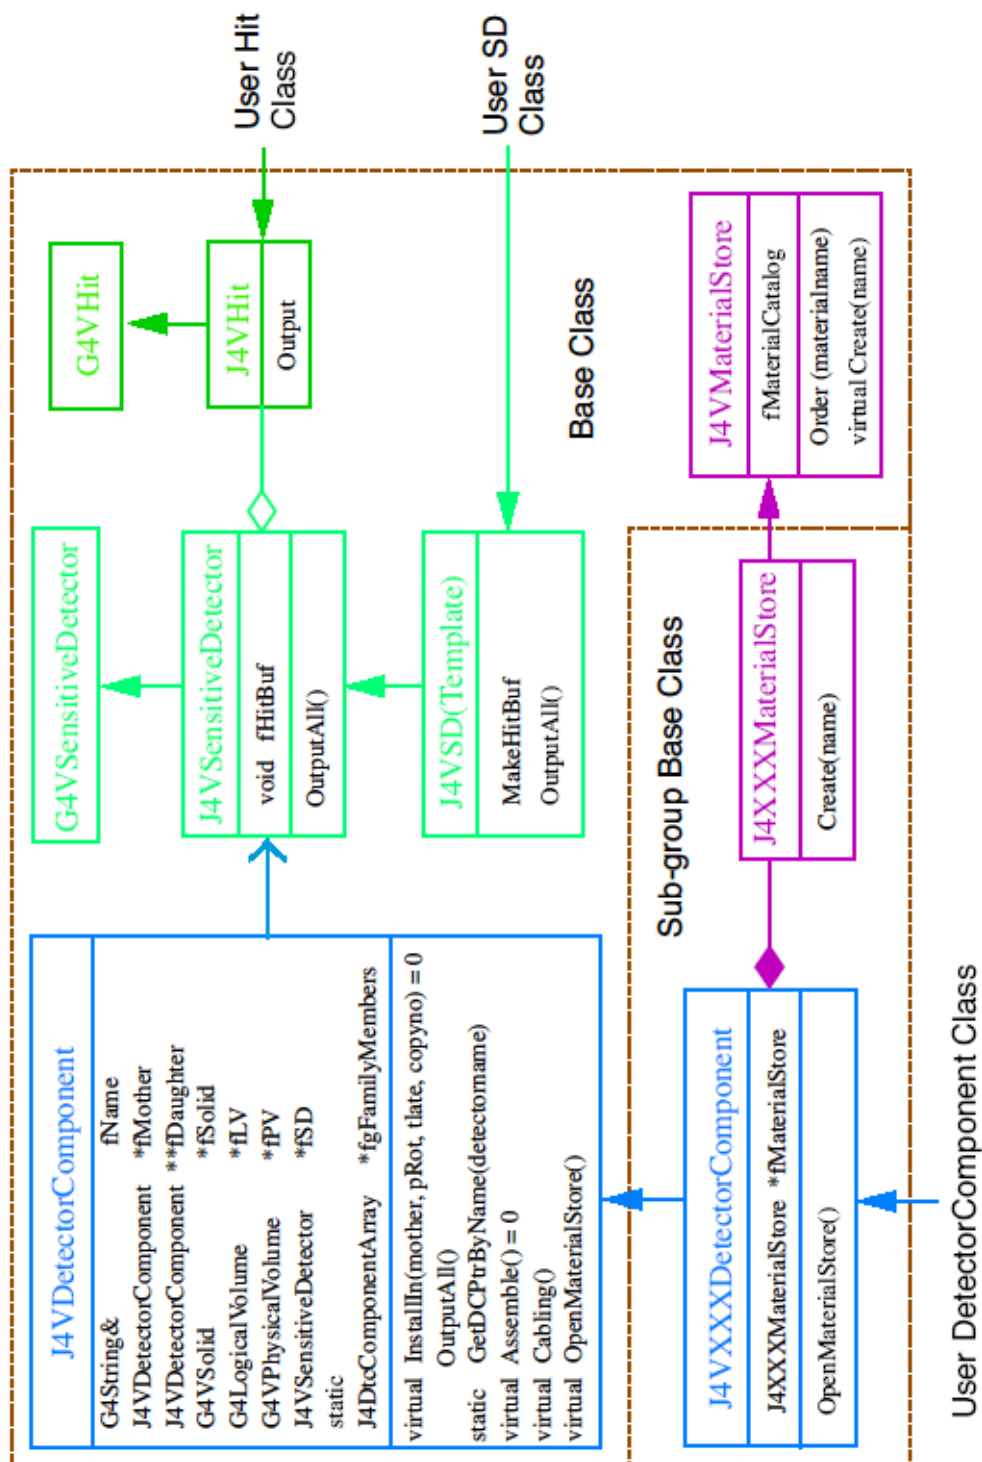 J4VDetectorComponent
G4String& fName
J4VDetectorComponent *fMother
J4VDetectorComponent **fDaughter
G4VSolid *fSolid
G4LogicalVolume *fLV
G4VPhysicalVolume *fPV
J4VSensitiveDetector *fSD
static
J4DtcComponentArray *fgFamilyMembers
virtual InstallIn(mother, pRot, tlate, copyno) = 0
OutputAll()
static GetDCPtrByName(detectorname)
virtual Assemble() = 0
virtual Cabling()
virtual OpenMaterialStore()
G4VSensitiveDetector
J4VSensitiveDetector
void fHitBuf
OutputAll()
J4VSD(Template)
MakeHitBuf
OutputAll()
G4VHit
J4VHit
Output
User Hit
Class
User SD
Class
Base Class
Sub-group Base Class
J4VXXXDetectorComponent
J4XXXMaterialStore *fMaterialStore
OpenMaterialStore()
J4XXXMaterialStore
Create(name)
J4VMaterialStore
fMaterialCatalog
Order (materialname)
virtual Create(name)
User DetectorComponent Class